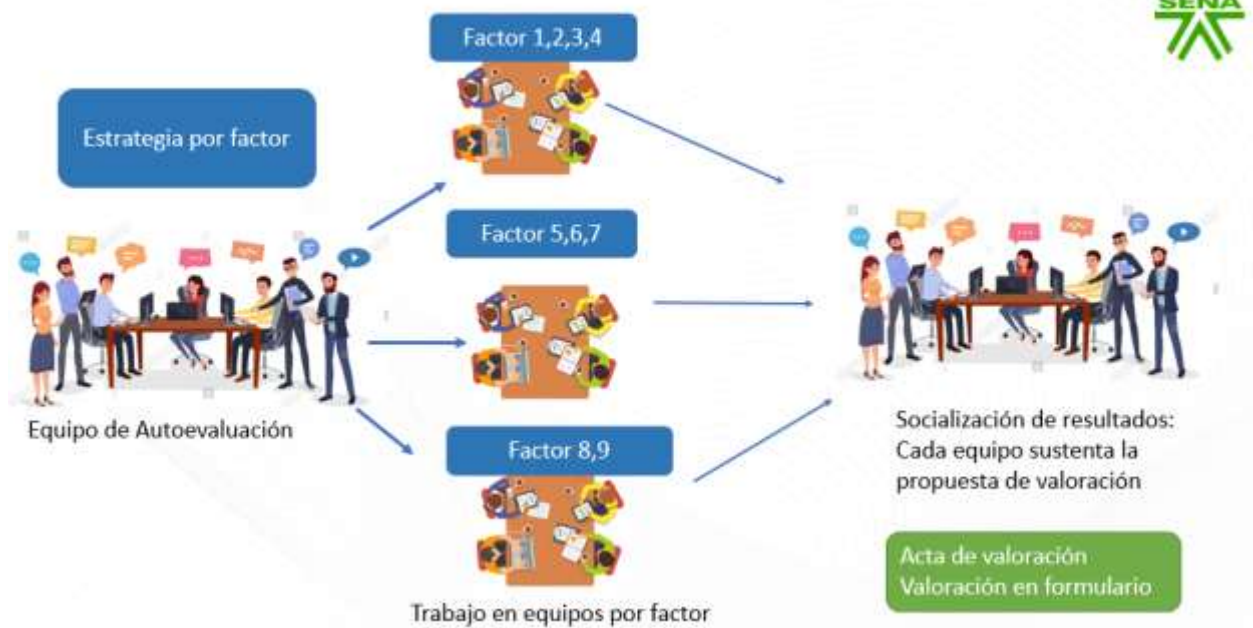 SENA
Factor 1,2,3,4
Estrategia por factor
Factor 5,6,7
Equipo de Autoevaluación
Factor 8,9
Trabajo en equipos por factor
Socialización de resultados:
Cada equipo sustenta la
propuesta de valoración
Acta de valoración
Valoración en formulario